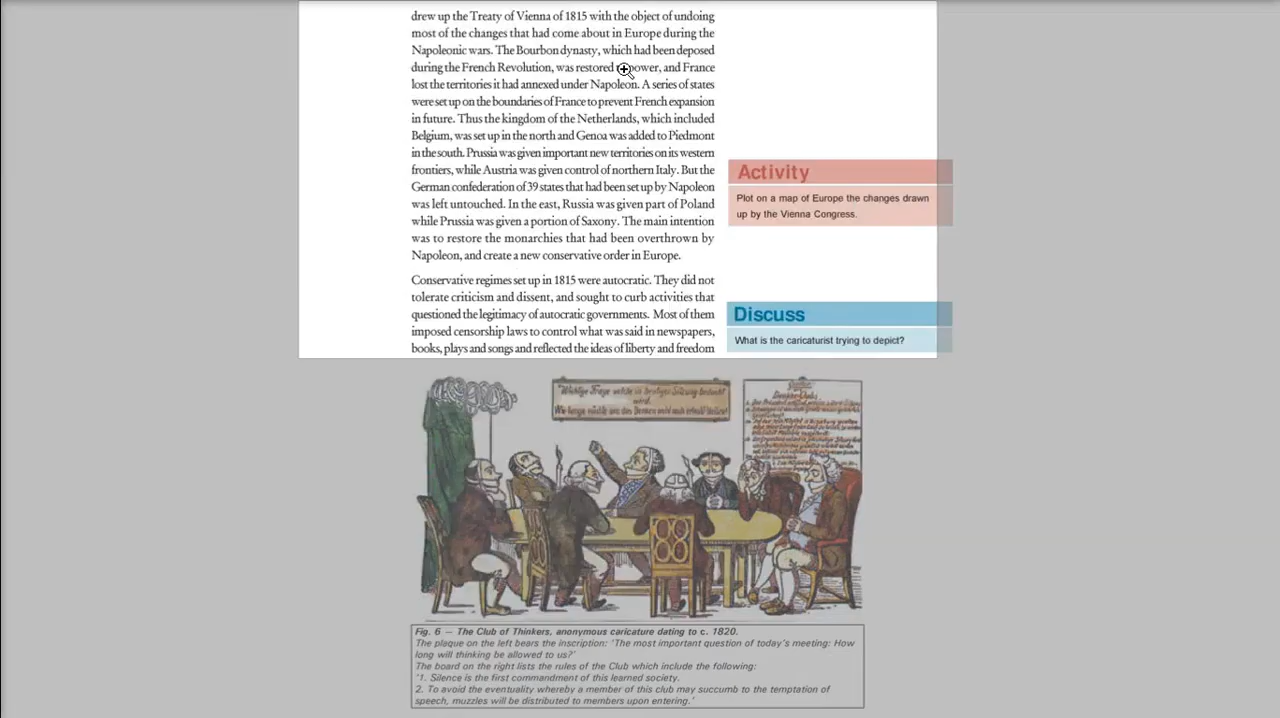 drew up the Treaty of Vienna of 1815 with the object of undoing
most of the changes that had come about in Europe during the
Napoleonic wars. The Bourbon dynasty, which had been deposed
during the French Revolution, was restored power, and France
lost the territories it had annexed under Napoleon. A series of states
were set up on the boundaries of France to prevent French expansion
in future. Thus the kingdom of the Netherlands, which included
Belgium, was set up in the north and Genoa was added to Piedmont
in the south. Prussia was given important new territories on its western
frontiers, while Austria was given control of northern Italy. But the
German confederation of 39 states that had been set up by Napoleon
was left untouched. In the east, Russia was given part of Poland
while Prussia was given a portion of Saxony. The main intention
was to restore the monarchies that had been overthrown by
Napoleon, and create a new conservative order in Europe.
Conservative regimes set up in 1815 were autocratic. They did not
tolerate criticism and dissent, and sought to curb activities that
questioned the legitimacy of autocratic governments. Most of them
imposed censorship laws to control what was said in newspapers,
books, plays and songs and reflected the ideas of liberty and freedom
Activity
Plot on a map of Europe the changes drawn
up by the Vienna Congress.
Discuss
What is the caricaturist trying to depict?
Fig. 6 — The Club of Thinkers, anonymous caricature dating to c. 1820.
The plaque on the left bears the inscription: 'The most important question of today's meeting: How
long will thinking be allowed to us?'
The board on the right lists the rules of the Club which include the following:
'1. Silence is the first commandment of this learned society.
2. To avoid the eventuality whereby a member of this club may succumb to the temptation of
speech, muzzles will be distributed to members upon entering.'